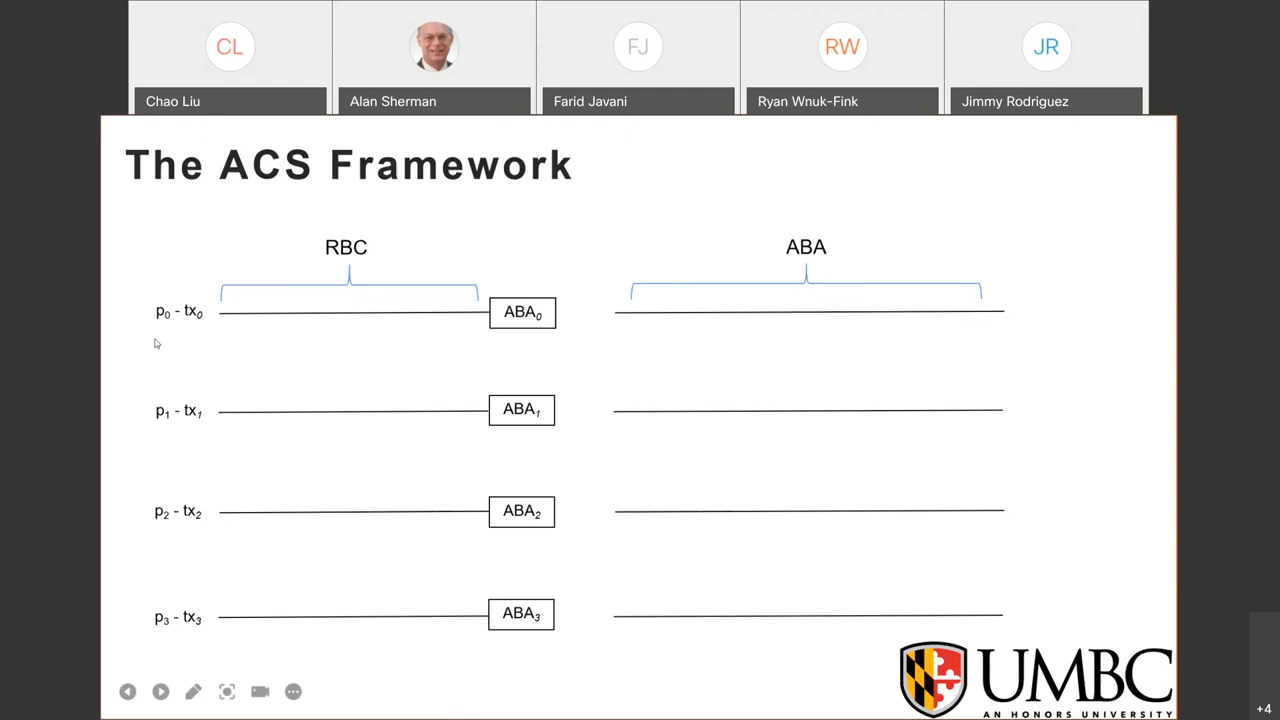 CL
FJ
RW
JR
Chao Liu
Alan Sherman
Farid Javani
Ryan Wnuk-Fink
Jimmy Rodriguez
The ACS Framework
RBC
ABA
p₀ - tx₀
ABA₀
p₁ - tx₁
ABA₁
p₂ - tx₂
ABA₂
p₃ - tx₃
ABA₃
UMBC
AN HONORS UNIVERSITY
+4